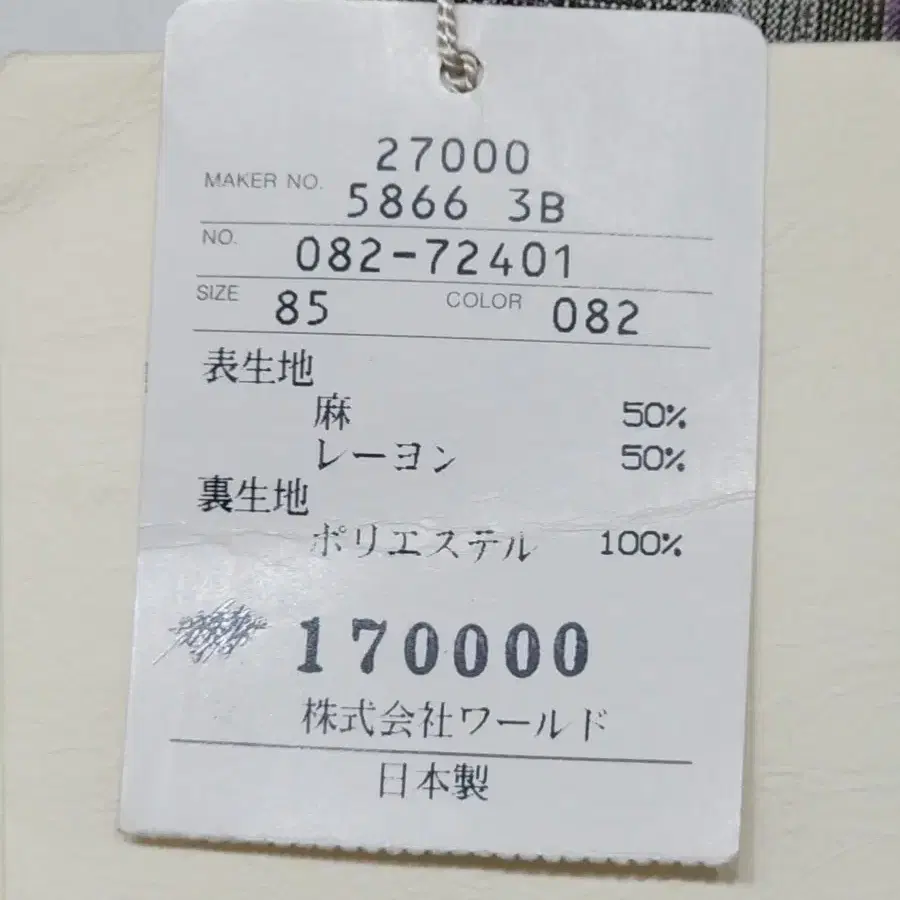 27000
MAKER NO. 5866 3B
NO. 082-72401
SIZE 85 COLOR 082
表生地
麻 50%
レーヨン 50%
裏生地
ポリエステル 100%
170000
株式会社ワールド
日本製